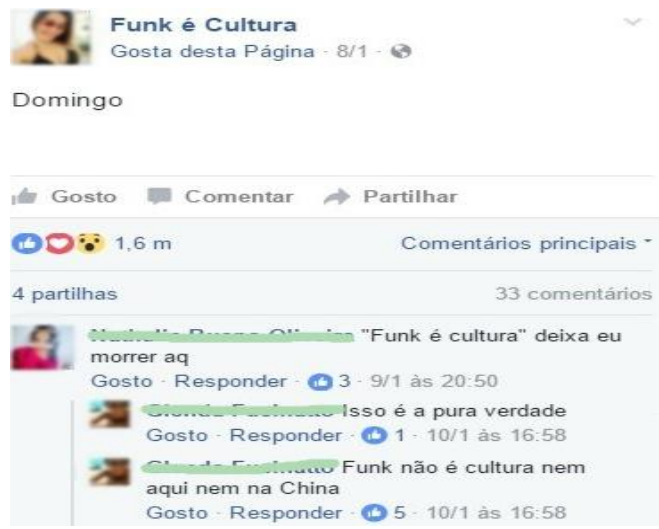 Funk é Cultura
Gosta desta Página · 8/1 ·
Domingo
Gosto Comentar Partilhar
1,6 m Comentários principais
4 partilhas 33 comentários
"Funk é cultura" deixa eu
morrer aq
Gosto · Responder · 3 · 9/1 às 20:50
Isso é a pura verdade
Gosto · Responder · 1 · 10/1 às 16:58
Funk não é cultura nem
aqui nem na China
Gosto · Responder · 5 · 10/1 às 16:58